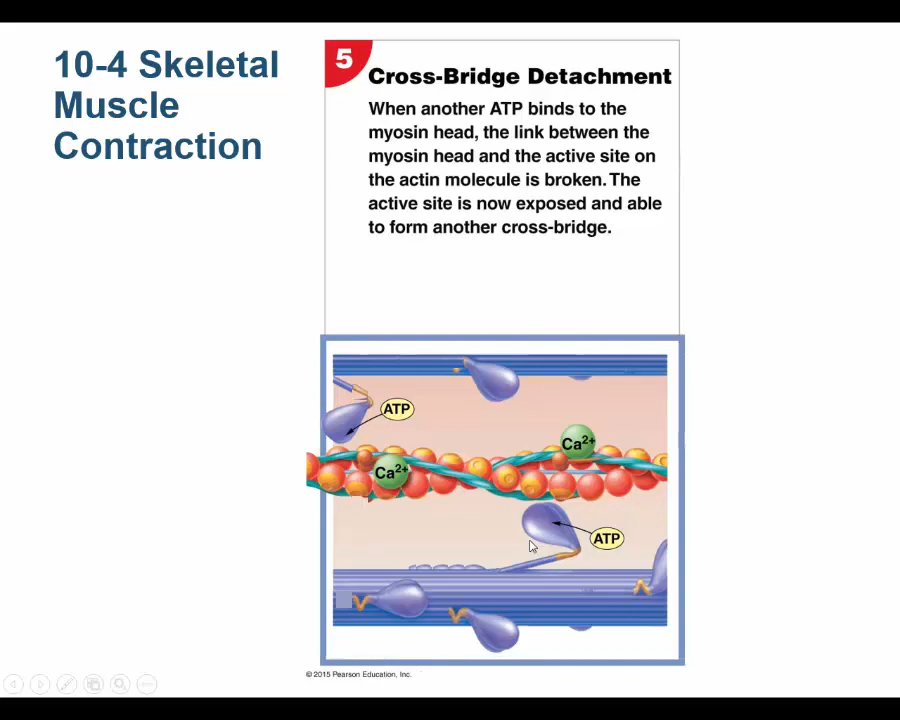 10-4 Skeletal
Muscle
Contraction
5
Cross-Bridge Detachment
When another ATP binds to the
myosin head, the link between the
myosin head and the active site on
the actin molecule is broken. The
active site is now exposed and able
to form another cross-bridge.
ATP
Ca2+
Ca2+
ATP
© 2015 Pearson Education, Inc.